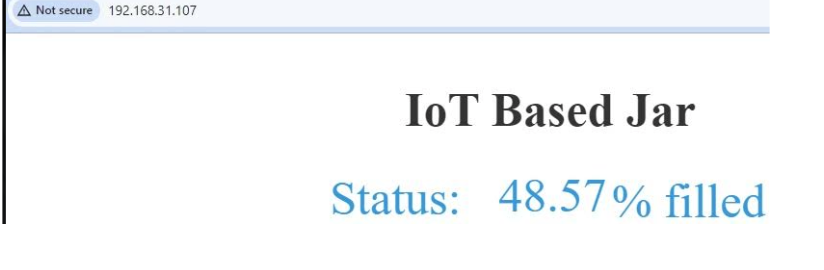 Not secure 192.168.31.107
IoT Based Jar
Status: 48.57% filled